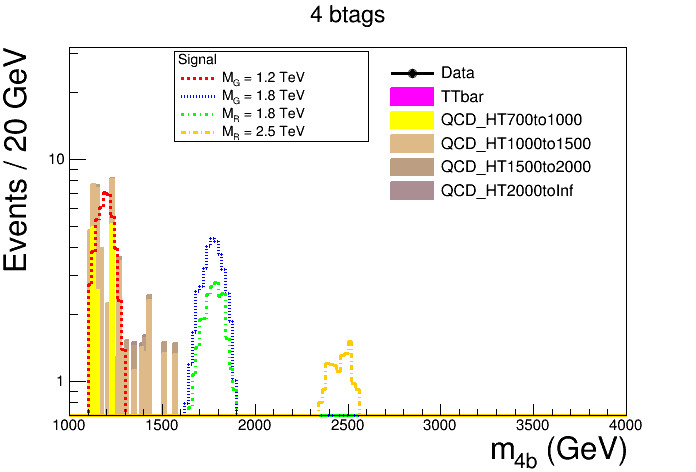 4 btags
Events / 20 GeV
Signal
M_G = 1.2 TeV
M_G = 1.8 TeV
M_R = 1.8 TeV
M_R = 2.5 TeV
Data
TTbar
QCD_HT700to1000
QCD_HT1000to1500
QCD_HT1500to2000
QCD_HT2000toInf
10
1
1000 1500 2000 2500 3000 3500 4000
m_4b (GeV)